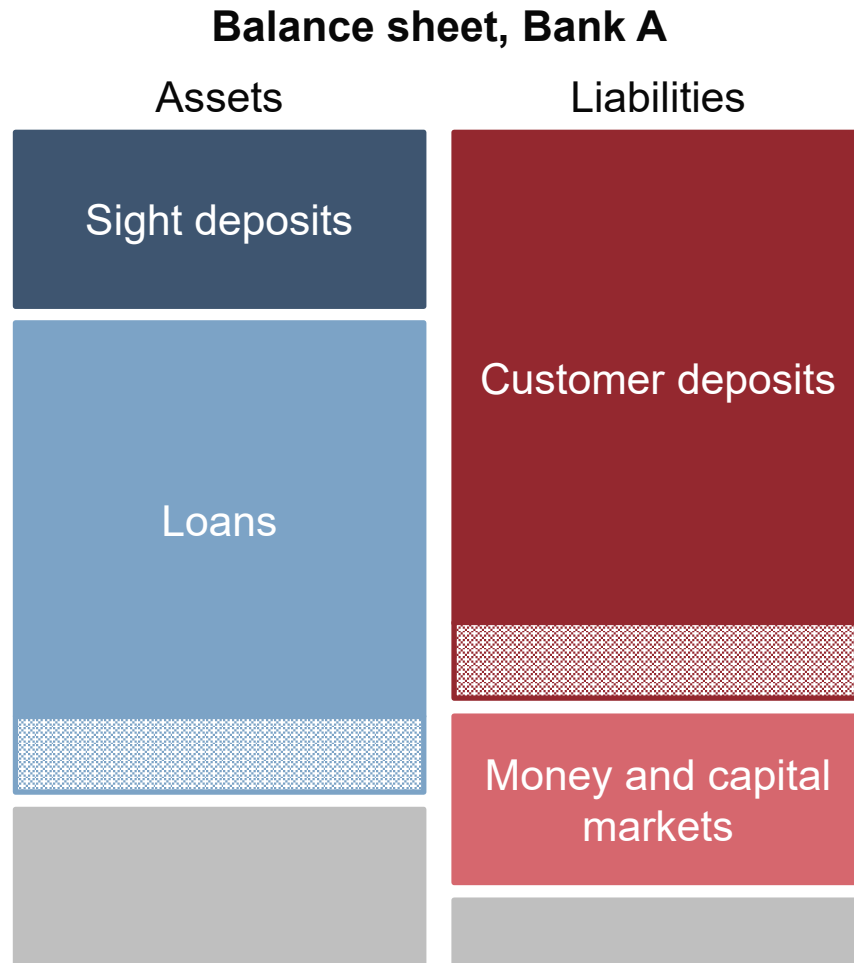 Balance sheet, Bank A
Assets
Liabilities
Sight deposits
Loans
Customer deposits
Money and capital
markets